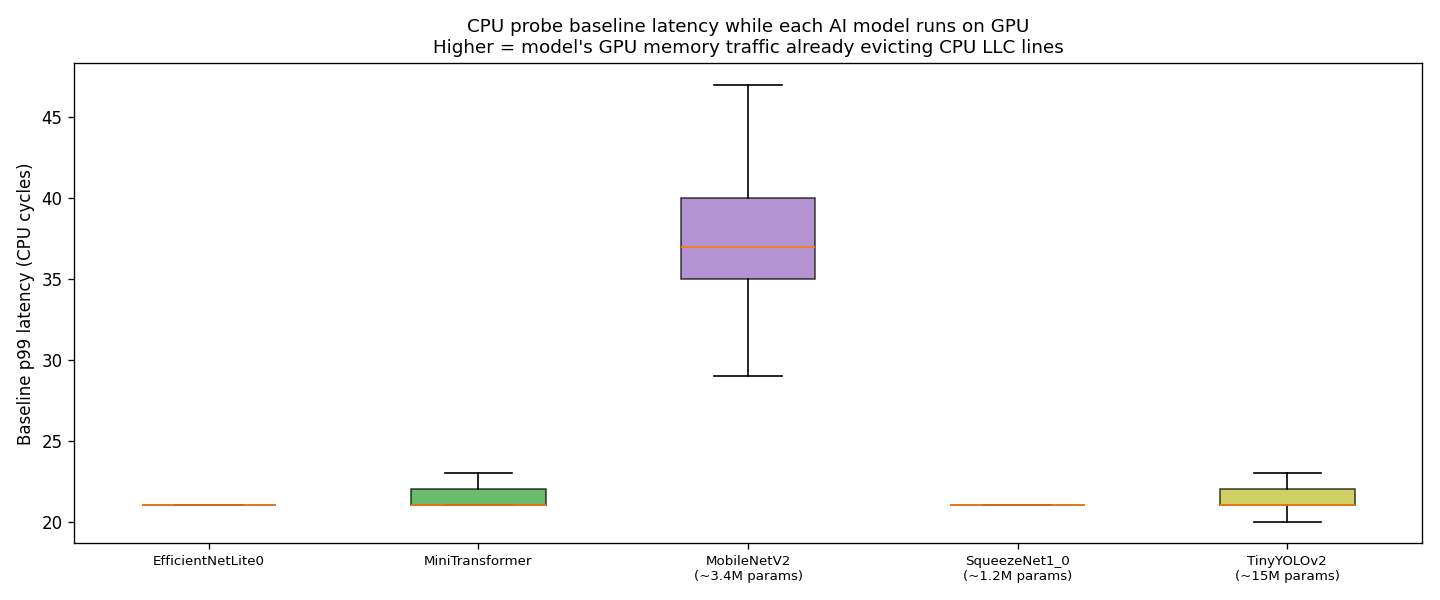 CPU probe baseline latency while each AI model runs on GPU
Higher = model's GPU memory traffic already evicting CPU LLC lines
Baseline p99 latency (CPU cycles)
45
40
35
30
25
20
EfficientNetLite0
MiniTransformer
MobileNetV2
(~3.4M params)
SqueezeNet1_0
(~1.2M params)
TinyYOLOv2
(~15M params)